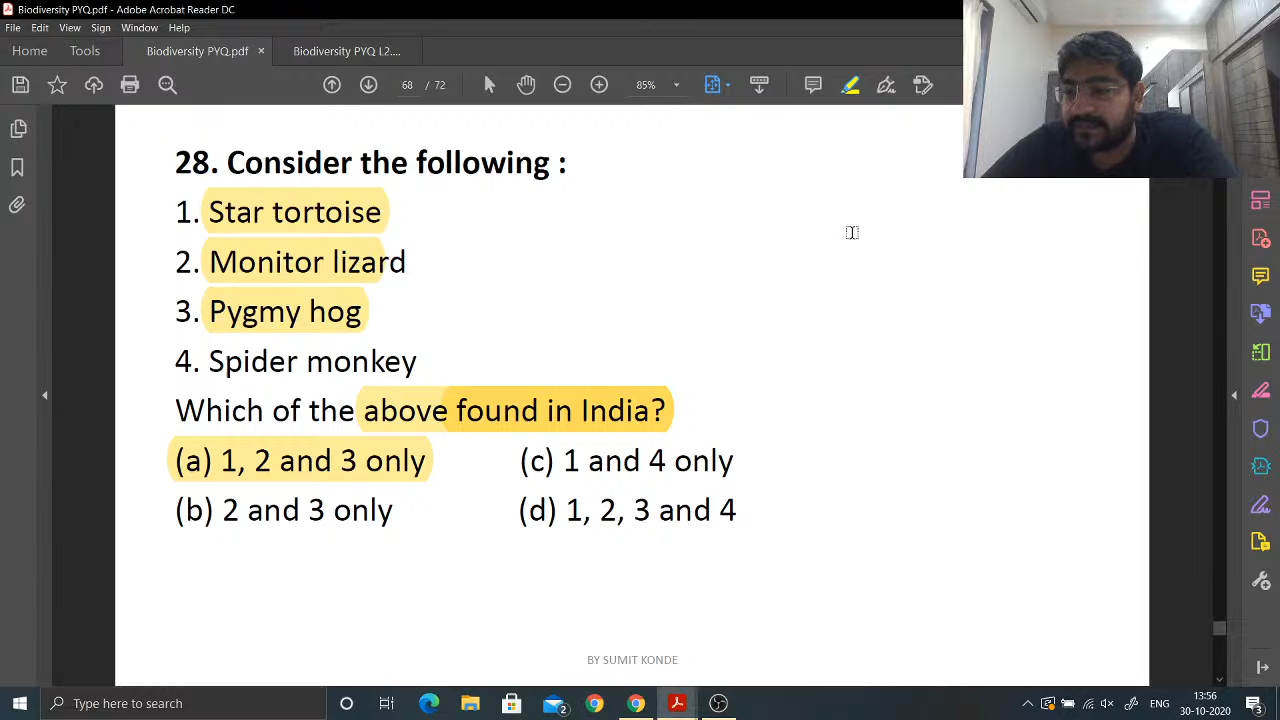 Biodiversity PYQ.pdf - Adobe Acrobat Reader DC
File Edit View Sign Window Help
Home Tools Biodiversity PYQ.pdf × Biodiversity PYQ L2....
68 / 72 85%
28. Consider the following :
1. Star tortoise
2. Monitor lizard
3. Pygmy hog
4. Spider monkey
Which of the above found in India?
(a) 1, 2 and 3 only (c) 1 and 4 only
(b) 2 and 3 only (d) 1, 2, 3 and 4
BY SUMIT KONDE
Type here to search 2 ENG 13:56
30-10-2020 3